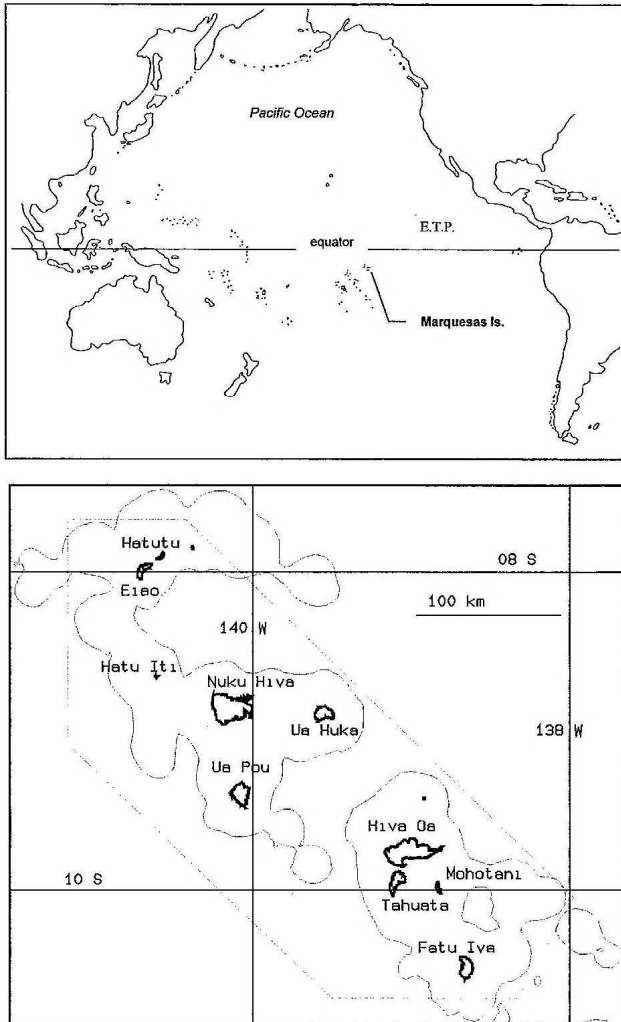 Pacific Ocean
E.T.P.
equator
Marquesas Is.
Hatutu
08 S
Eiao
100 km
140 W
Hatu Iti
Nuku Hiva
Ua Huka
138 W
Ua Pou
Hiva Oa
10 S
Mohotani
Tahuata
Fatu Iva